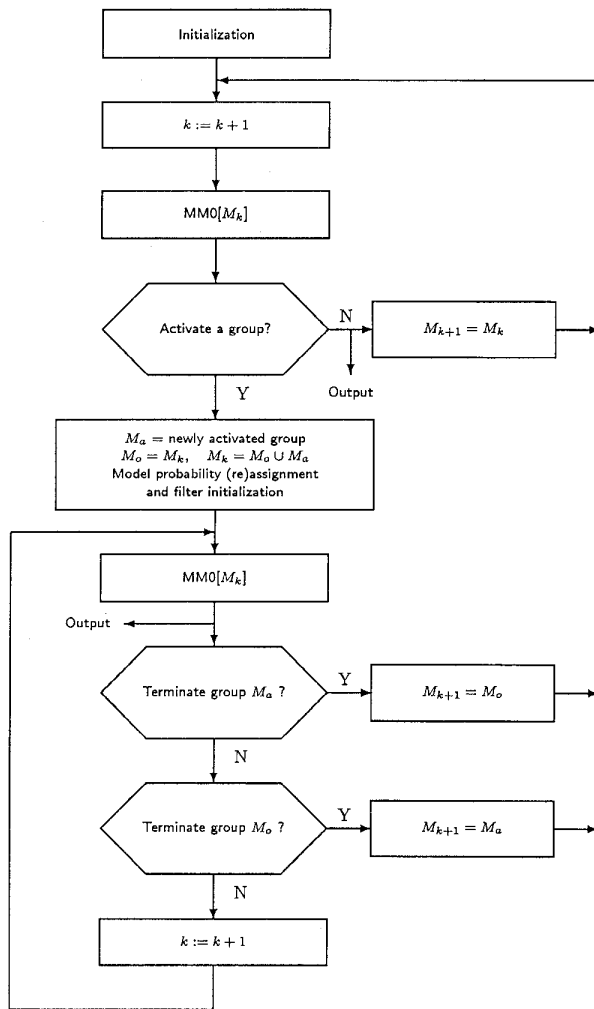 Initialization
k := k + 1
MM0[M_k]
Activate a group?
N
M_{k+1} = M_k
Output
Y
M_a = newly activated group
M_o = M_k, M_k = M_o ∪ M_a
Model probability (re)assignment
and filter initialization
MM0[M_k]
Output
Terminate group M_a ?
Y
M_{k+1} = M_o
N
Terminate group M_o ?
Y
M_{k+1} = M_a
N
k := k + 1